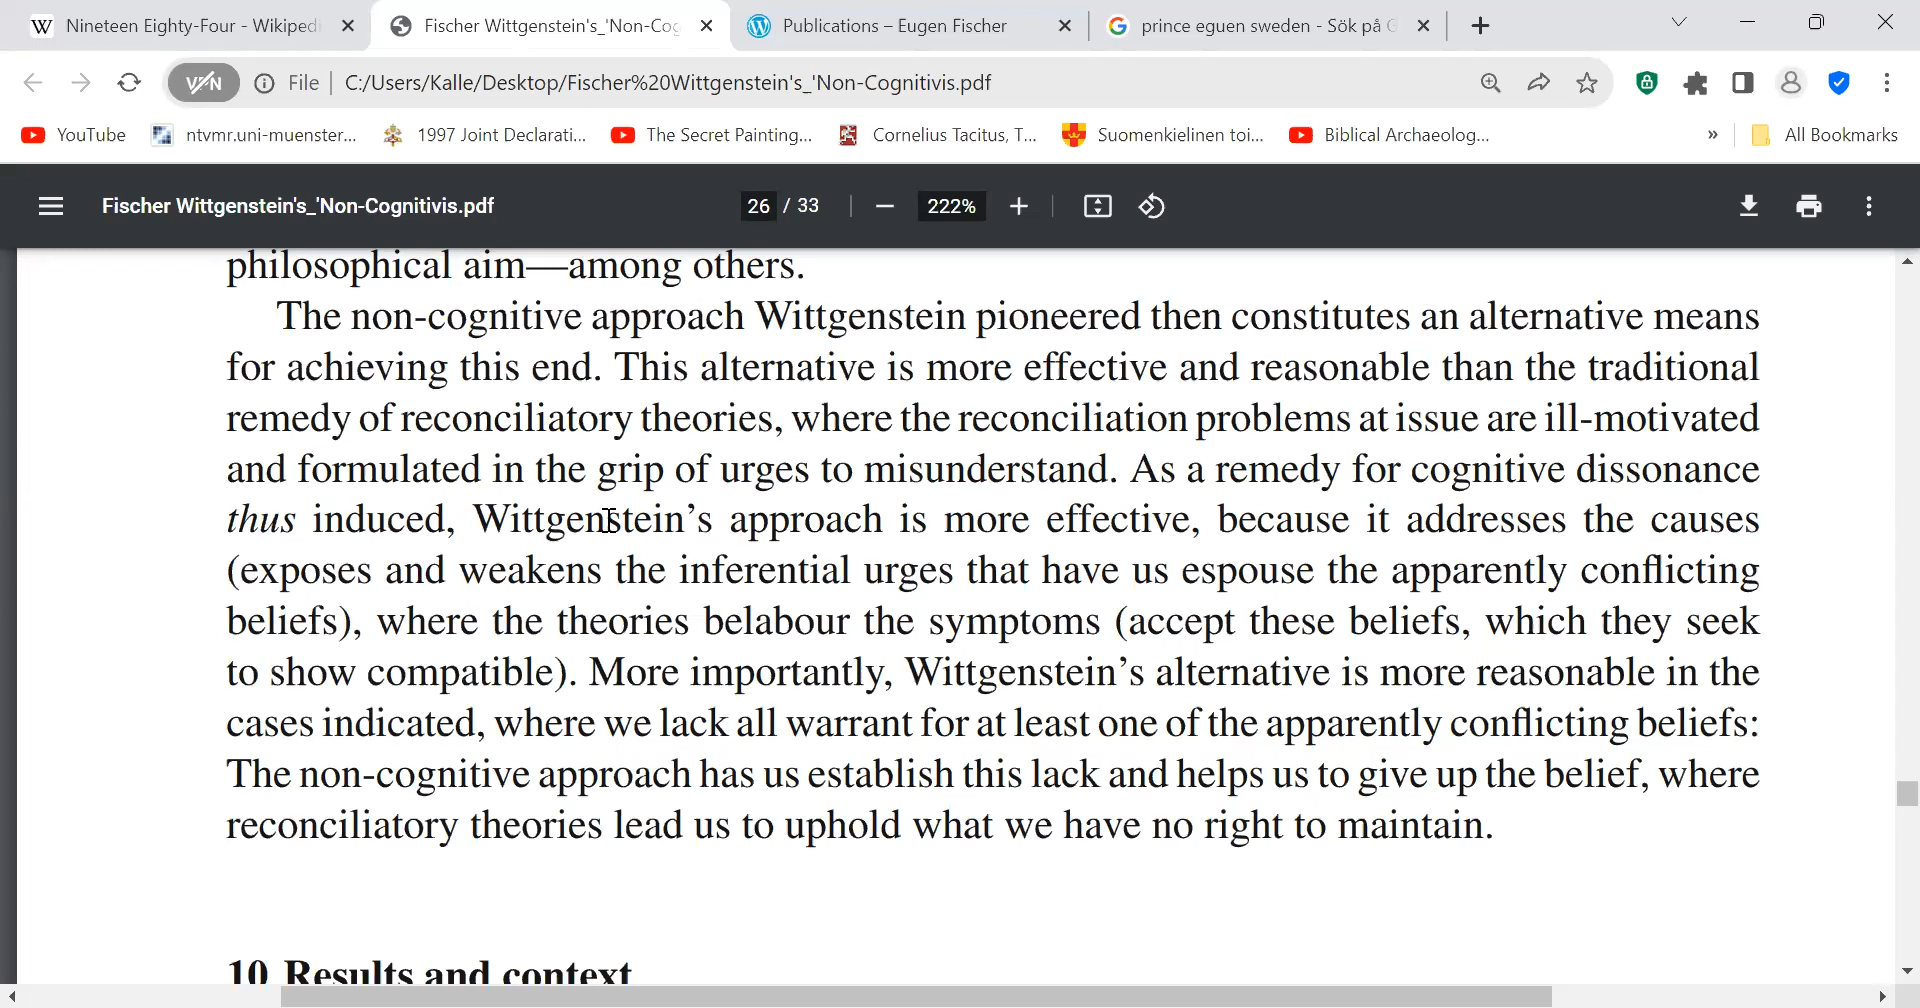 Nineteen Eighty-Four - Wikiped
Fischer Wittgenstein's_'Non-Cog
Publications – Eugen Fischer
prince eguen sweden - Sök på G
VPN
File
C:/Users/Kalle/Desktop/Fischer%20Wittgenstein's_'Non-Cognitivis.pdf
YouTube
ntvmr.uni-muenster...
1997 Joint Declarati...
The Secret Painting...
Cornelius Tacitus, T...
Suomenkielinen toi...
Biblical Archaeolog...
»
All Bookmarks
Fischer Wittgenstein's_'Non-Cognitivis.pdf
26 / 33
222%
philosophical aim—among others.
The non-cognitive approach Wittgenstein pioneered then constitutes an alternative means
for achieving this end. This alternative is more effective and reasonable than the traditional
remedy of reconciliatory theories, where the reconciliation problems at issue are ill-motivated
and formulated in the grip of urges to misunderstand. As a remedy for cognitive dissonance
thus induced, Wittgenstein's approach is more effective, because it addresses the causes
(exposes and weakens the inferential urges that have us espouse the apparently conflicting
beliefs), where the theories belabour the symptoms (accept these beliefs, which they seek
to show compatible). More importantly, Wittgenstein's alternative is more reasonable in the
cases indicated, where we lack all warrant for at least one of the apparently conflicting beliefs:
The non-cognitive approach has us establish this lack and helps us to give up the belief, where
reconciliatory theories lead us to uphold what we have no right to maintain.
10 Results and context